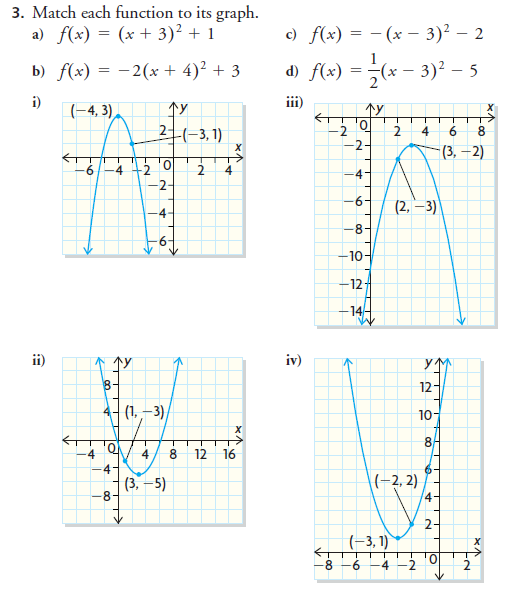 3. Match each function to its graph.
a) f(x) = (x + 3)² + 1
c) f(x) = −(x − 3)² − 2
b) f(x) = −2(x + 4)² + 3
d) f(x) = 1/2(x − 3)² − 5
i)
(−4, 3)
y
2
(−3, 1)
x
−6 −4 −2 0 2 4
−2
−4
−6
iii)
y
x
−2 0 2 4 6 8
−2
(3, −2)
−4
−6
(2, −3)
−8
−10
−12
−14
ii)
y
8
4
(1, −3)
x
−4 0 4 8 12 16
−4
(3, −5)
−8
iv)
y
12
10
8
6
(−2, 2)
4
2
(−3, 1)
x
−8 −6 −4 −2 0 2